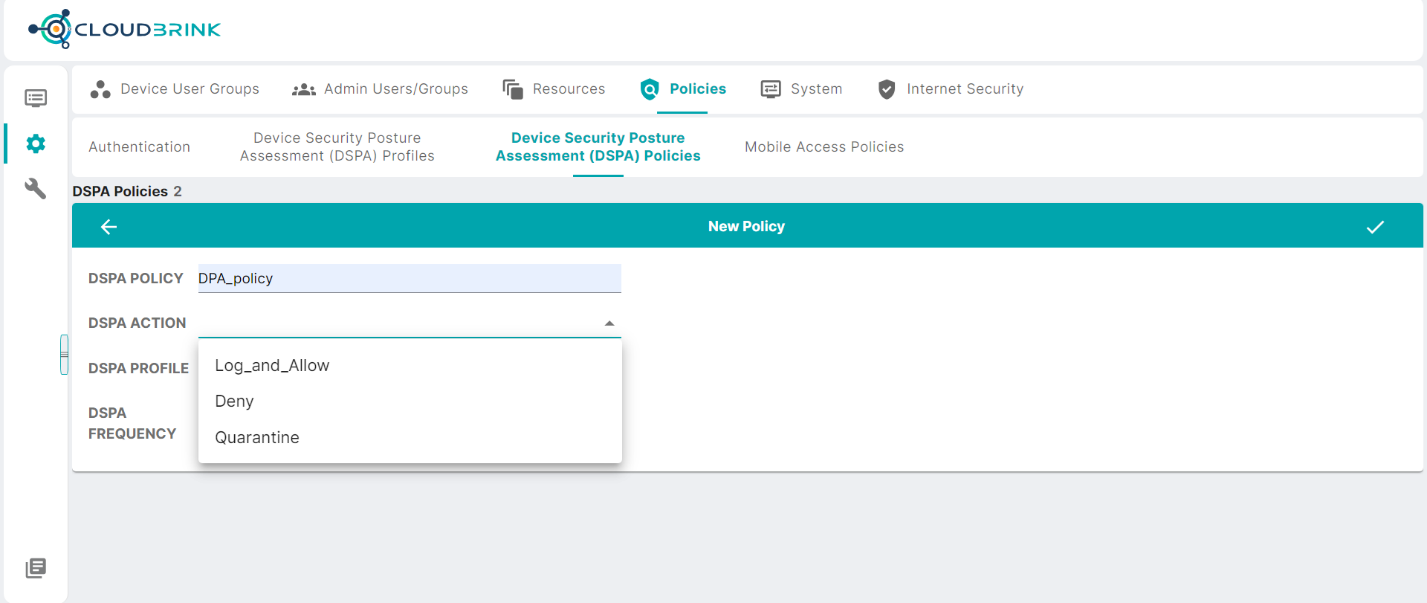 CLOUDBRINK
Device User Groups
Admin Users/Groups
Resources
Policies
System
Internet Security
Authentication
Device Security Posture
Assessment (DSPA) Profiles
Device Security Posture
Assessment (DSPA) Policies
Mobile Access Policies
DSPA Policies 2
New Policy
DSPA POLICY DPA_policy
DSPA ACTION
Log_and_Allow
DSPA PROFILE
Deny
DSPA
FREQUENCY
Quarantine